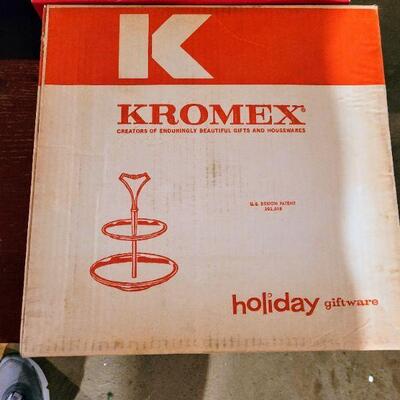 K
KROMEX®
CREATORS OF ENDURINGLY BEAUTIFUL GIFTS AND HOUSEWARES
U.S. DESIGN PATENT
holiday giftware